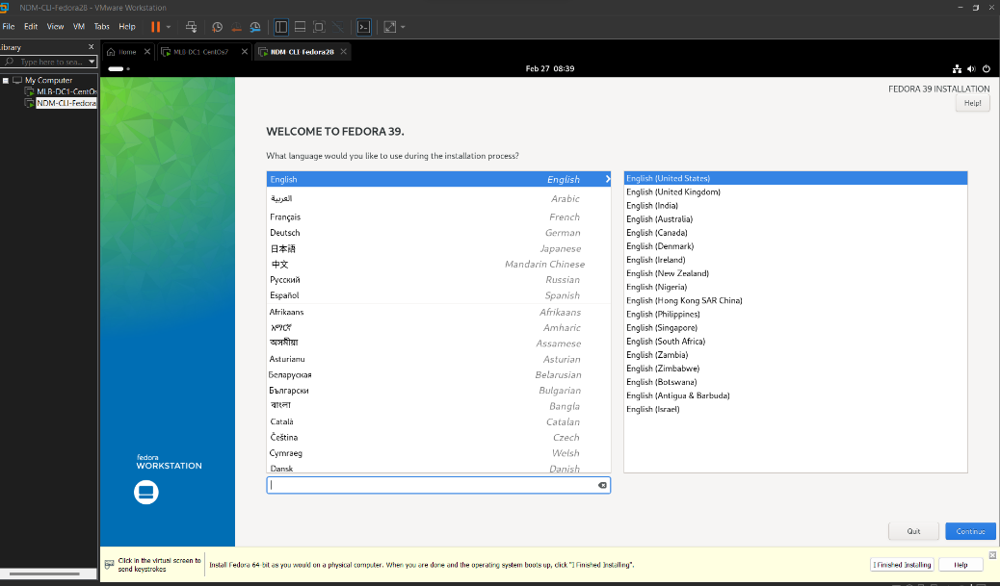 NDM-CLI-Fedora28 - VMware Workstation
File Edit View VM Tabs Help
Library
Type here to sea...
My Computer
MLB-DC1-CentOs
NDM-CLI-Fedora
Home
MLB-DC1-CentOs7
NDM-CLI-Fedora28
Feb 27 08:39
FEDORA 39 INSTALLATION
Help!
WELCOME TO FEDORA 39.
What language would you like to use during the installation process?
English English
العربية Arabic
Français French
Deutsch German
日本語 Japanese
中文 Mandarin Chinese
Русский Russian
Español Spanish
Afrikaans Afrikaans
አማርኛ Amharic
অসমীয়া Assamese
Asturianu Asturian
Беларуская Belarusian
Български Bulgarian
বাংলা Bangla
Català Catalan
Čeština Czech
Cymraeg Welsh
Dansk Danish
English (United States)
English (United Kingdom)
English (India)
English (Australia)
English (Canada)
English (Denmark)
English (Ireland)
English (New Zealand)
English (Nigeria)
English (Hong Kong SAR China)
English (Philippines)
English (Singapore)
English (South Africa)
English (Zambia)
English (Zimbabwe)
English (Botswana)
English (Antigua & Barbuda)
English (Israel)
fedora
WORKSTATION
Quit
Continue
Click in the virtual screen to
send keystrokes
Install Fedora 64-bit as you would on a physical computer. When you are done and the operating system boots up, click "I Finished Installing".
I Finished Installing
Help